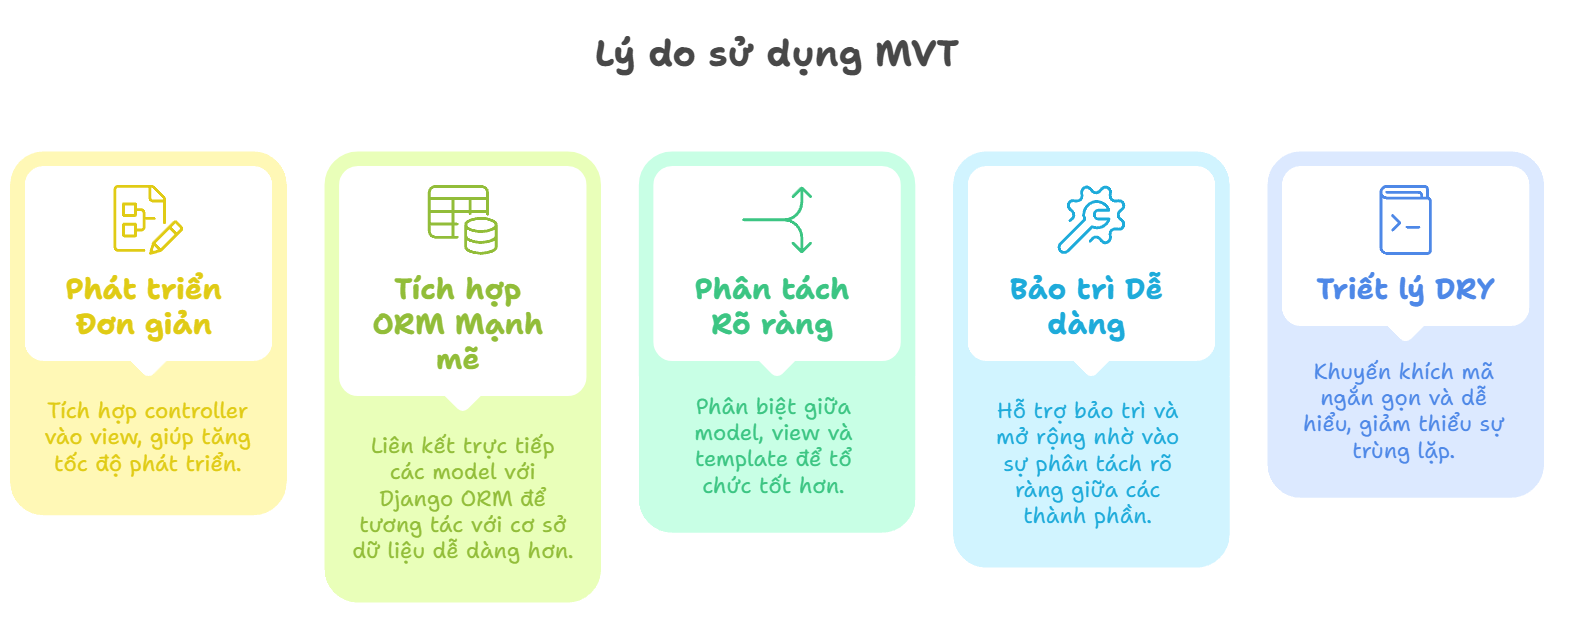 Lý do sử dụng MVT
Phát triển
Đơn giản
Tích hợp controller
vào view, giúp tăng
tốc độ phát triển.
Tích hợp
ORM Mạnh
mẽ
Liên kết trực tiếp
các model với
Django ORM để
tương tác với cơ sở
dữ liệu dễ dàng hơn.
Phân tách
Rõ ràng
Phân biệt giữa
model, view và
template để tổ
chức tốt hơn.
Bảo trì Dễ
dàng
Hỗ trợ bảo trì và
mở rộng nhờ vào
sự phân tách rõ
ràng giữa các
thành phần.
Triết lý DRY
Khuyến khích mã
ngắn gọn và dễ
hiểu, giảm thiểu sự
trùng lặp.